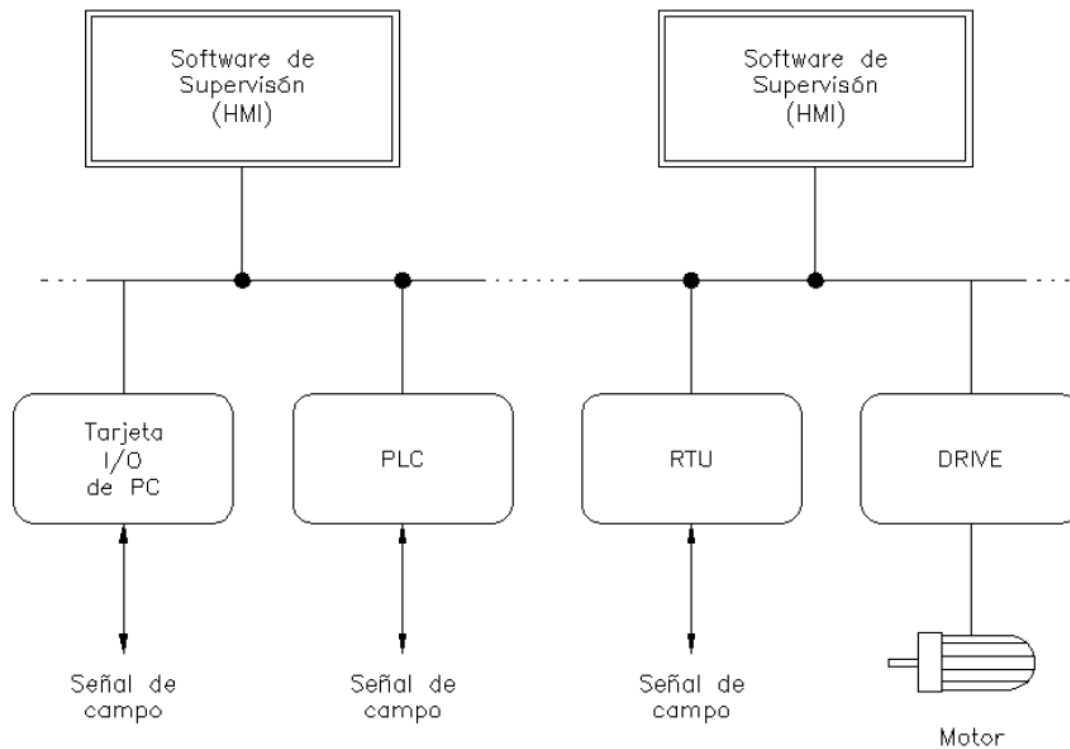 Software de
Supervisón
(HMI)
Software de
Supervisón
(HMI)
Tarjeta
I/O
de PC
PLC
RTU
DRIVE
Señal de
campo
Señal de
campo
Señal de
campo
Motor